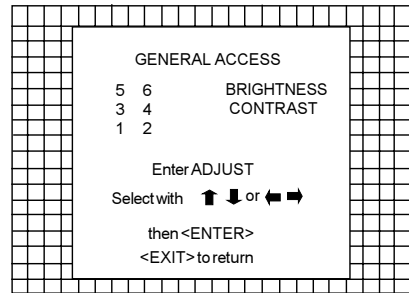 GENERAL ACCESS
5 6 BRIGHTNESS
3 4 CONTRAST
1 2
Enter ADJUST
Select with ⬆ ⬇ or ⬅ ➡
then <ENTER>
<EXIT> to return